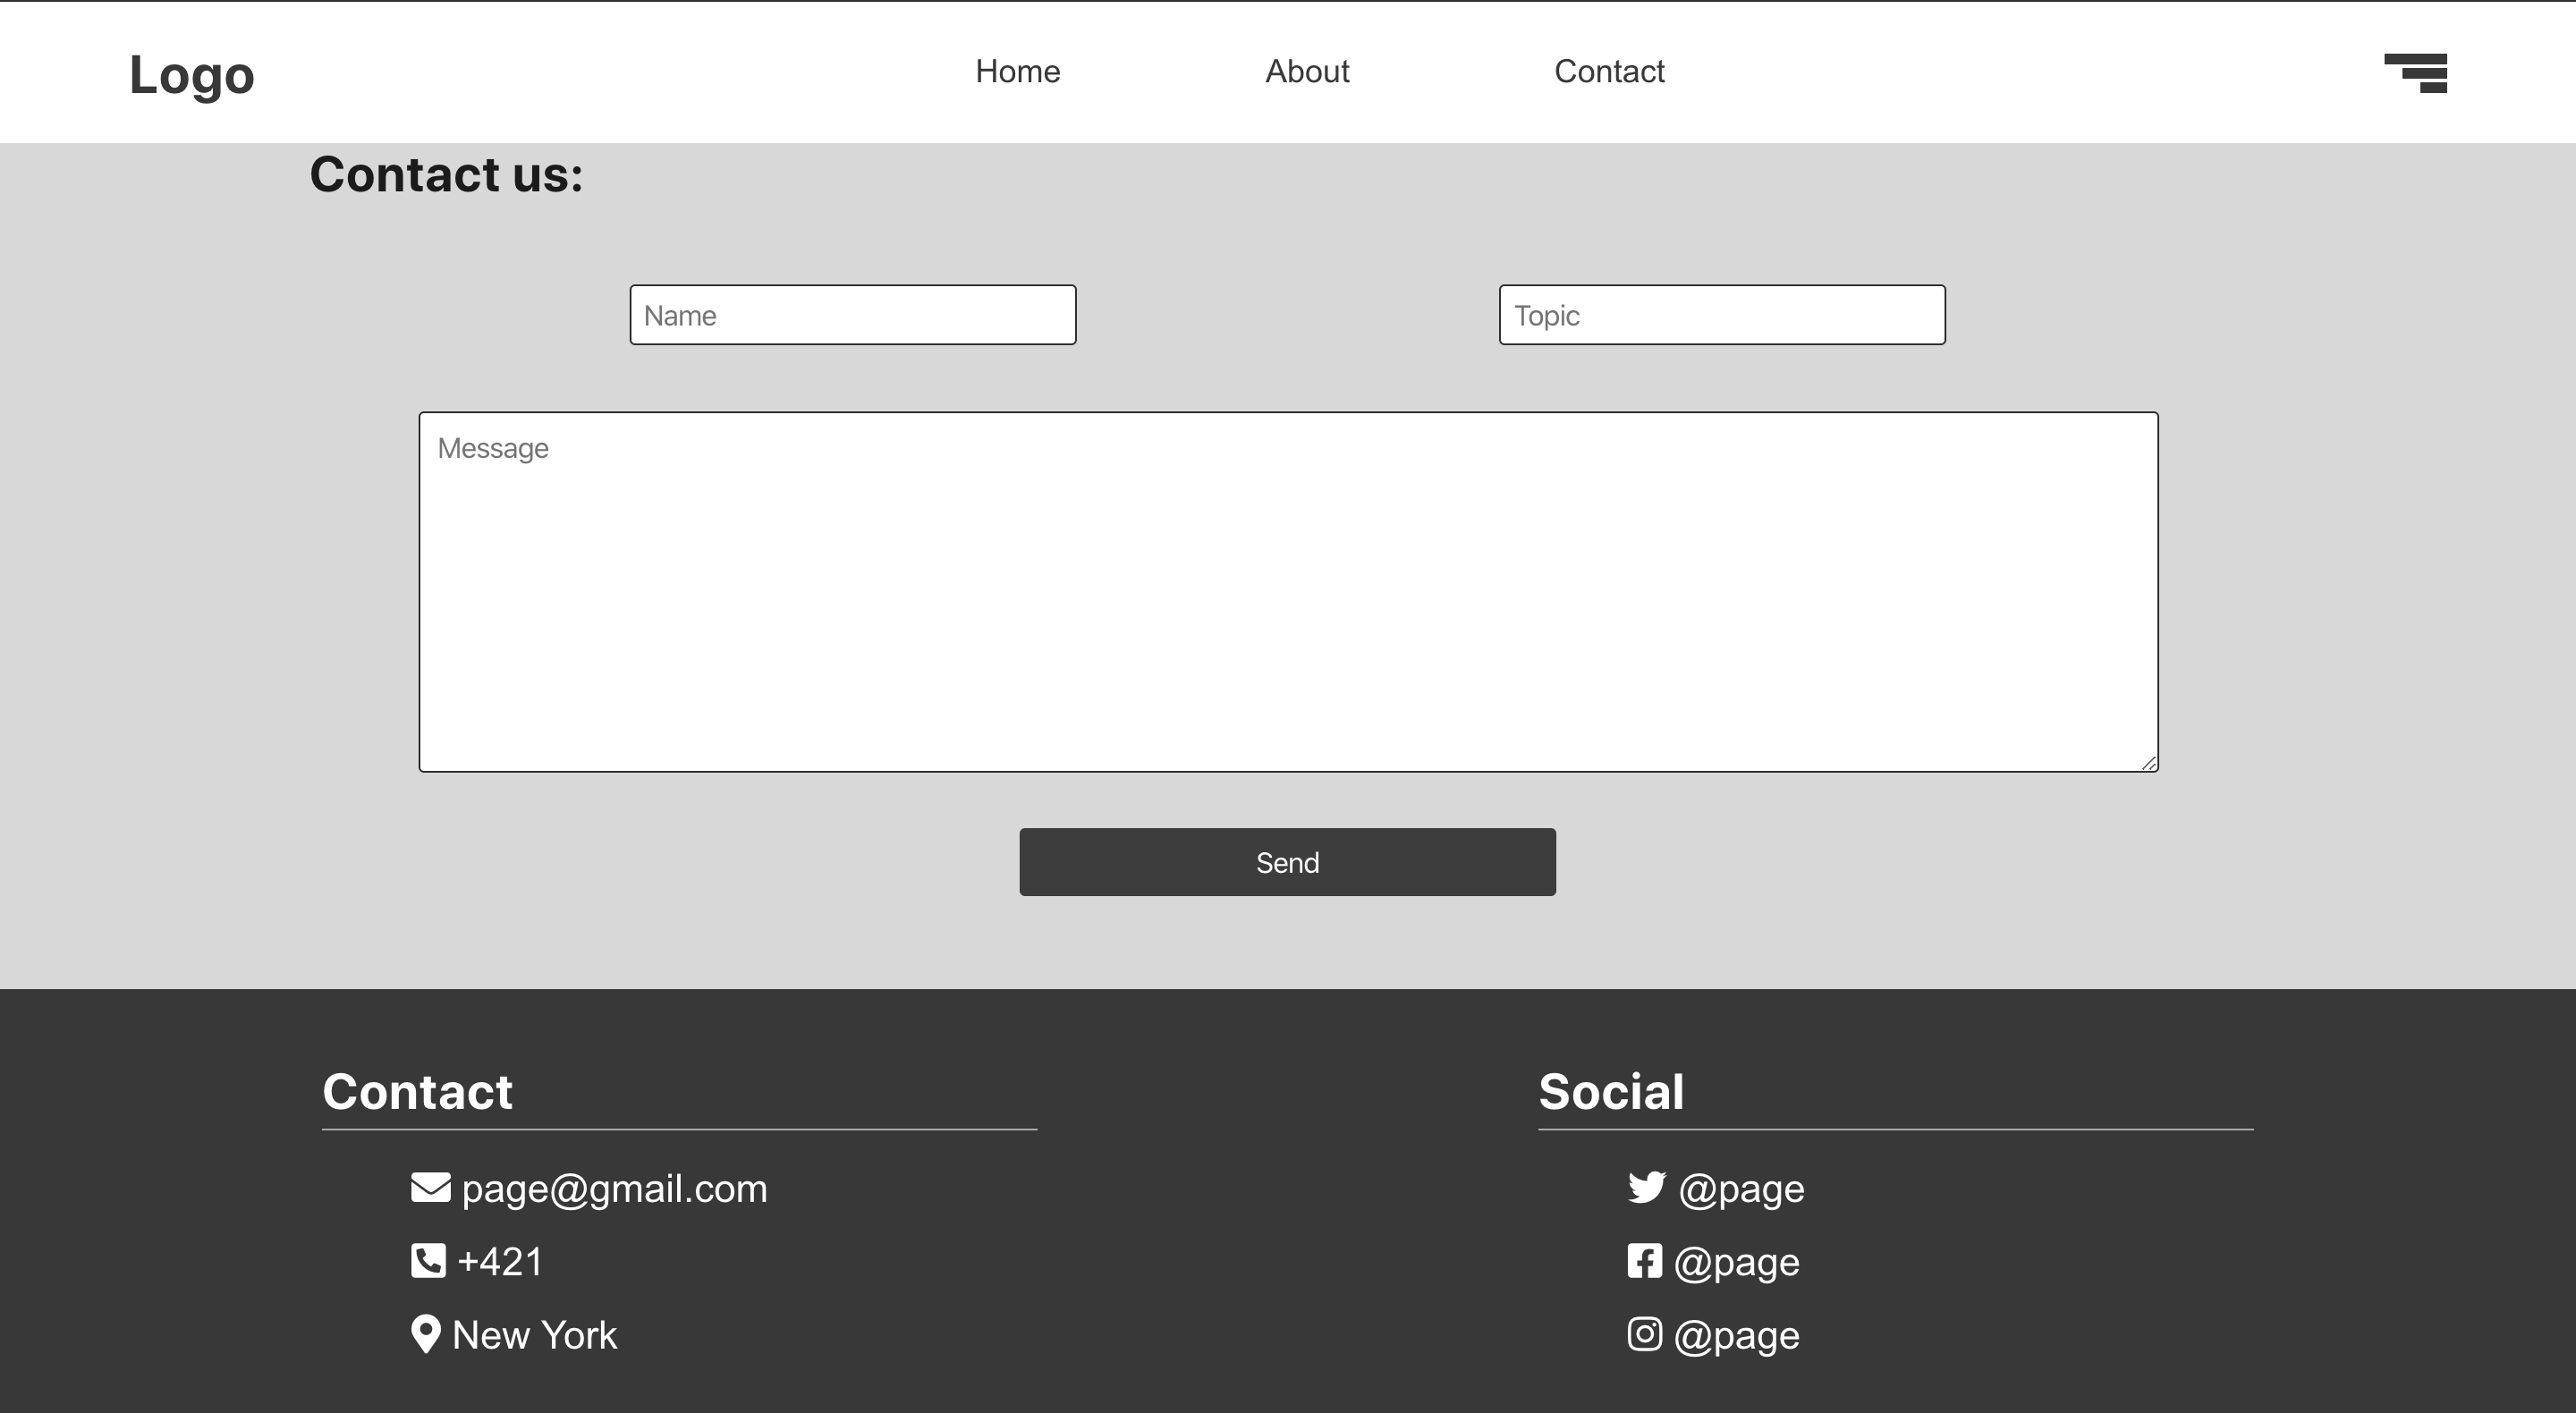 Logo
Home About Contact
Contact us:
Name Topic
Message
Send
Contact
page@gmail.com
+421
New York
Social
@page
@page
@page